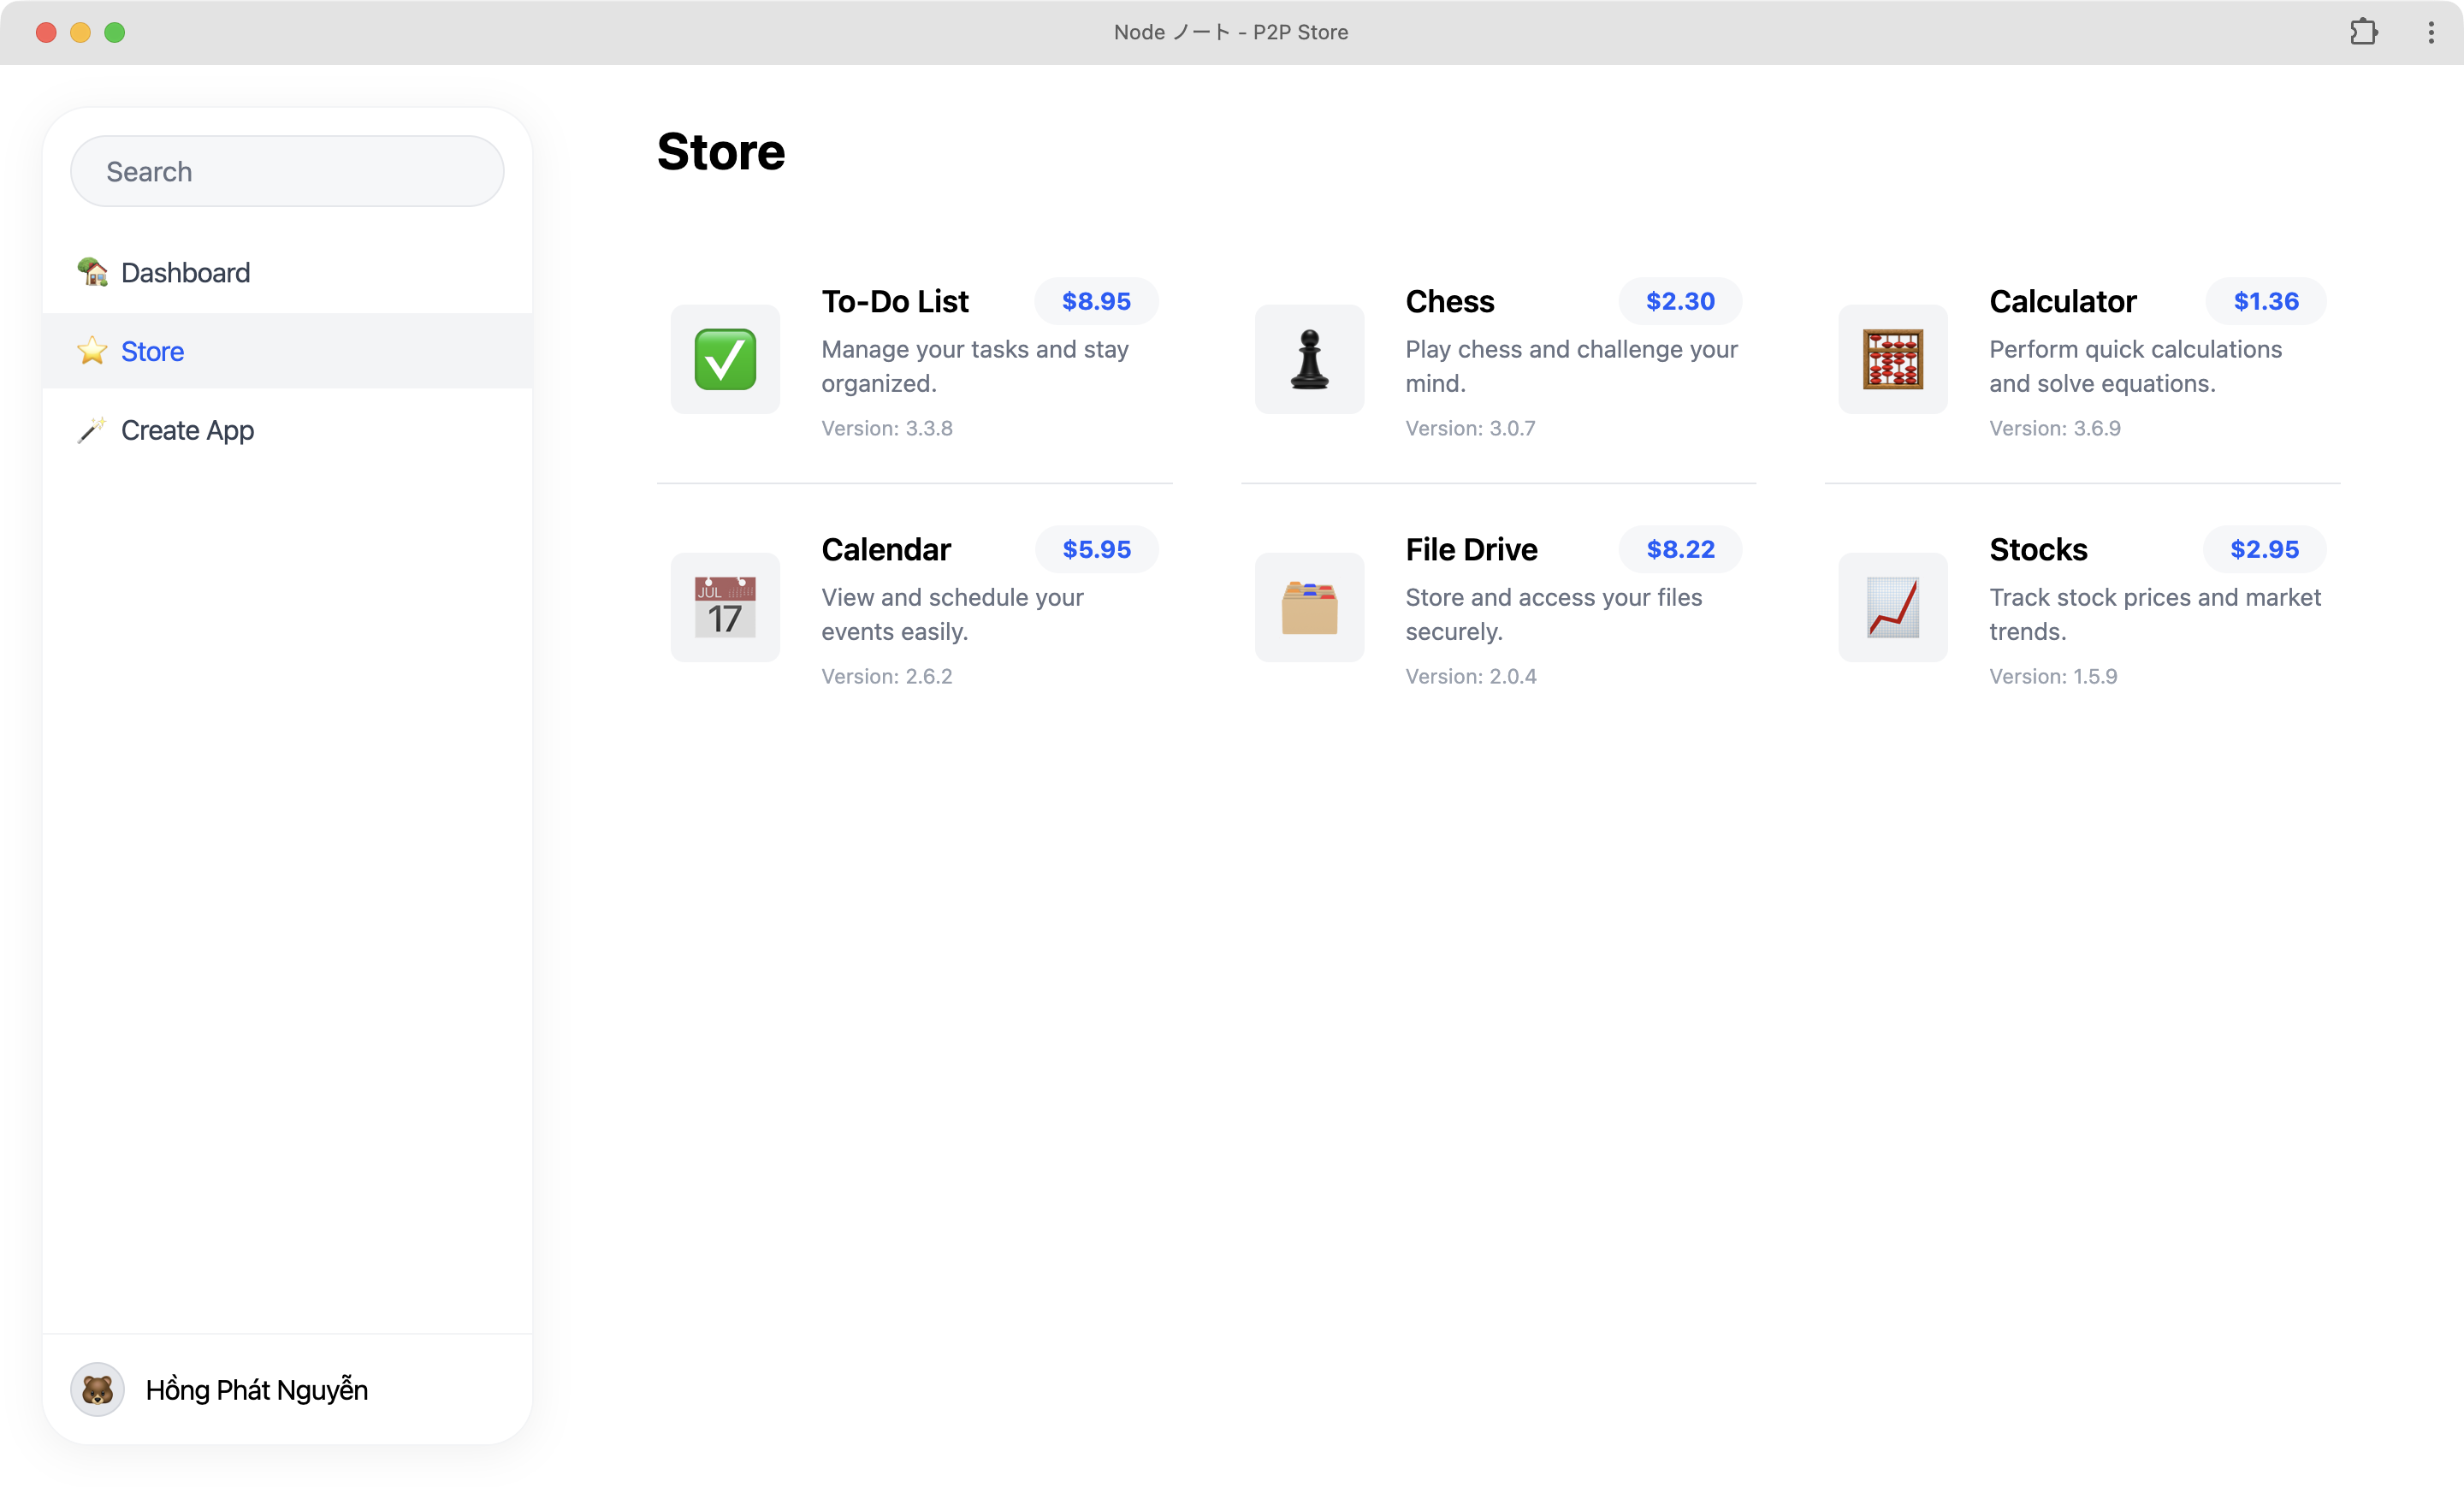 Node ノート - P2P Store
Search
Dashboard
Store
Create App
Hồng Phát Nguyễn
Store
To-Do List
$8.95
Manage your tasks and stay
organized.
Version: 3.3.8
Chess
$2.30
Play chess and challenge your
mind.
Version: 3.0.7
Calculator
$1.36
Perform quick calculations
and solve equations.
Version: 3.6.9
JUL
17
Calendar
$5.95
View and schedule your
events easily.
Version: 2.6.2
File Drive
$8.22
Store and access your files
securely.
Version: 2.0.4
Stocks
$2.95
Track stock prices and market
trends.
Version: 1.5.9